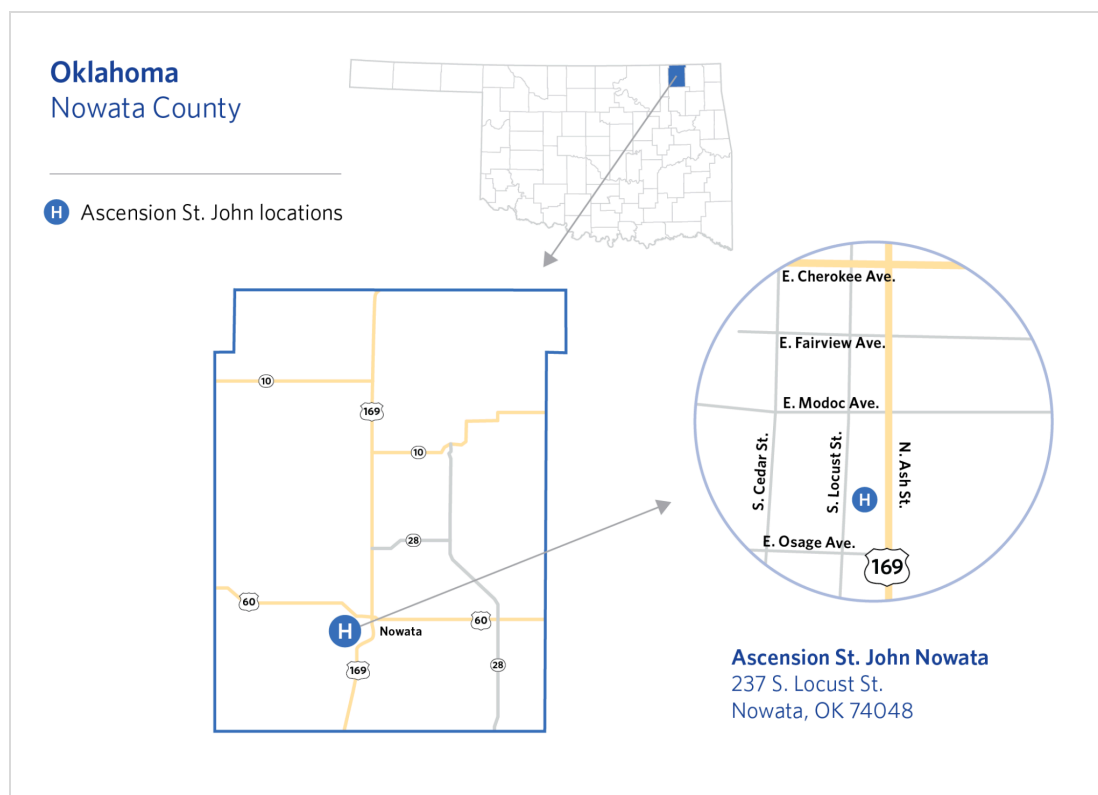 Oklahoma
Nowata County
H Ascension St. John locations
10
169
10
28
60
H
Nowata
60
169
28
E. Cherokee Ave.
E. Fairview Ave.
E. Modoc Ave.
S. Cedar St.
S. Locust St.
N. Ash St.
H
E. Osage Ave.
169
Ascension St. John Nowata
237 S. Locust St.
Nowata, OK 74048